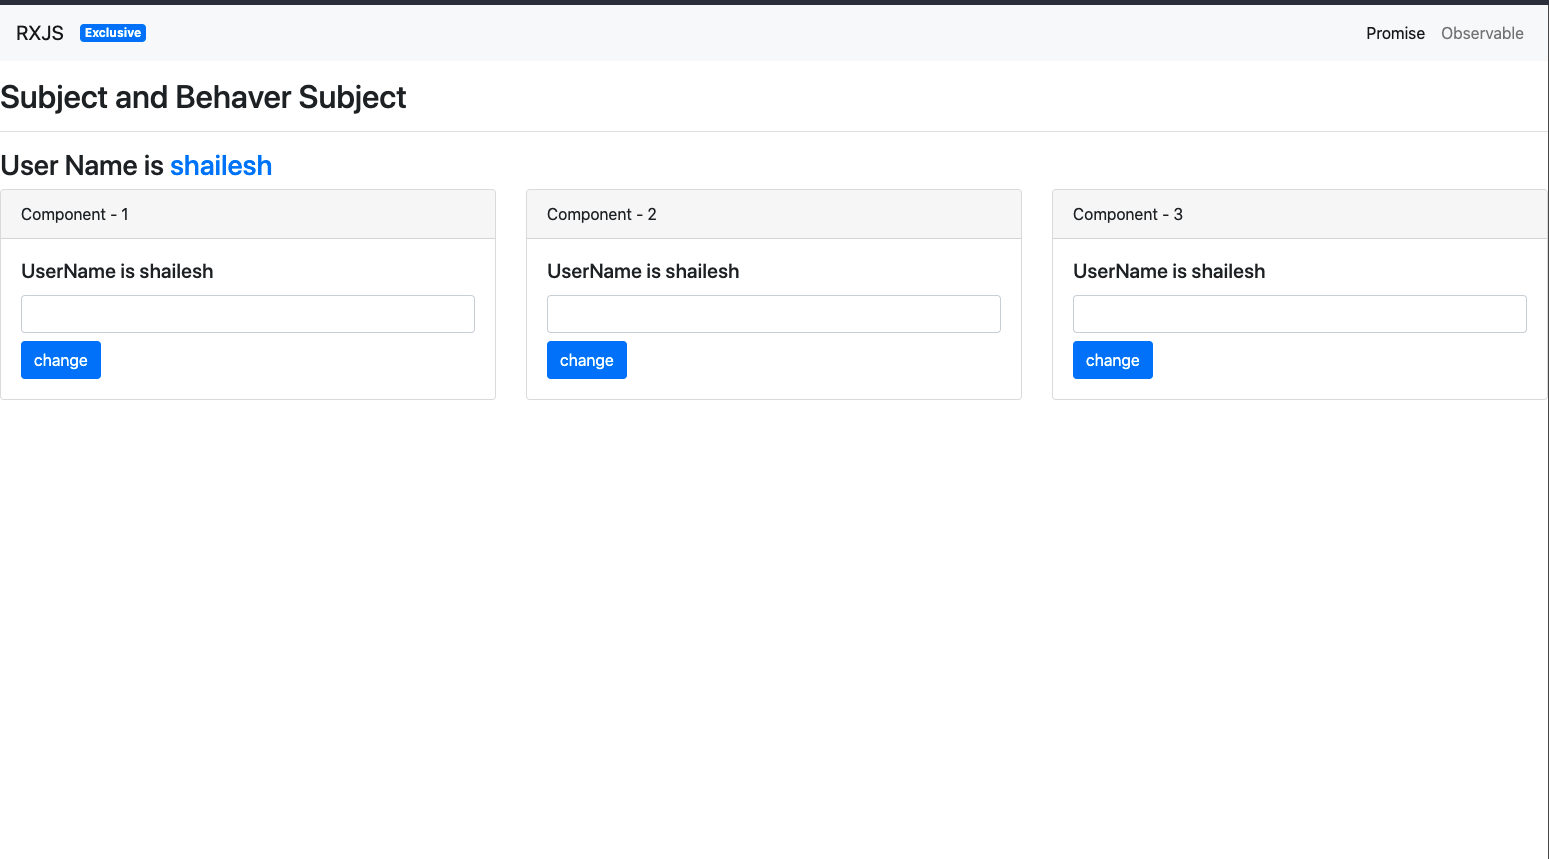 RXJS Exclusive Promise Observable
Subject and Behaver Subject
User Name is shailesh
Component - 1 Component - 2 Component - 3
UserName is shailesh UserName is shailesh UserName is shailesh
change change change